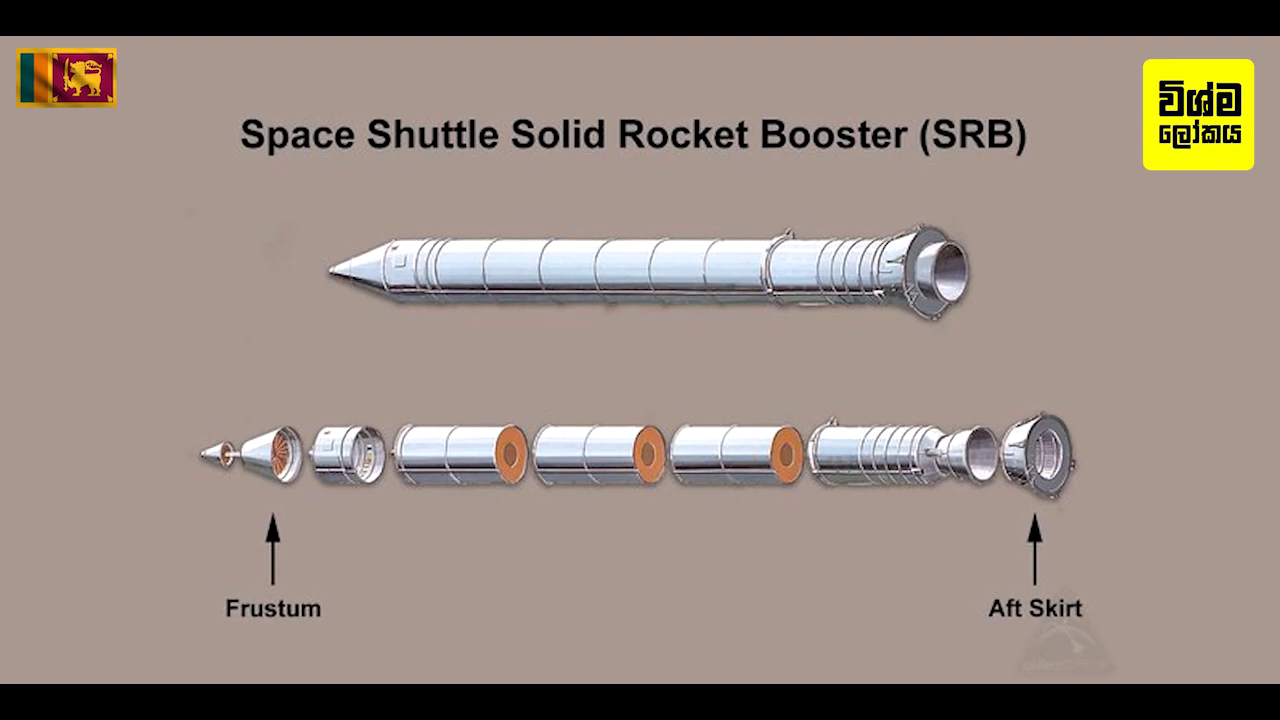 විශ්ම
ලෝකය
Space Shuttle Solid Rocket Booster (SRB)
Frustum
Aft Skirt